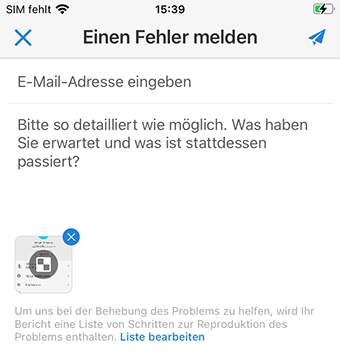 SIM fehlt 15:39
Einen Fehler melden
E-Mail-Adresse eingeben
Bitte so detailliert wie möglich. Was haben
Sie erwartet und was ist stattdessen
passiert?
Um uns bei der Behebung des Problems zu helfen, wird Ihr
Bericht eine Liste von Schritten zur Reproduktion des
Problems enthalten. Liste bearbeiten